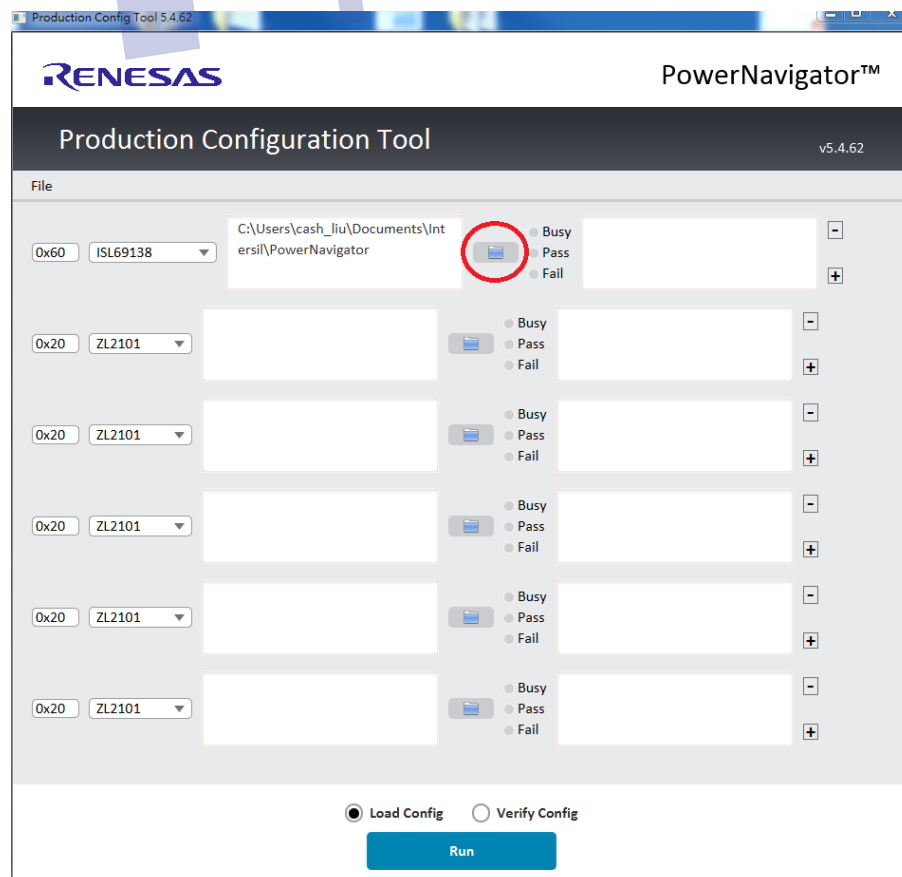 Production Config Tool 5.4.62
RENESAS
PowerNavigator™
Production Configuration Tool
v5.4.62
File
0x60
ISL69138
C:\Users\cash_liu\Documents\Int
ersil\PowerNavigator
Busy
Pass
Fail
-
+
0x20
ZL2101
Busy
Pass
Fail
-
+
0x20
ZL2101
Busy
Pass
Fail
-
+
0x20
ZL2101
Busy
Pass
Fail
-
+
0x20
ZL2101
Busy
Pass
Fail
-
+
0x20
ZL2101
Busy
Pass
Fail
-
+
Load Config
Verify Config
Run